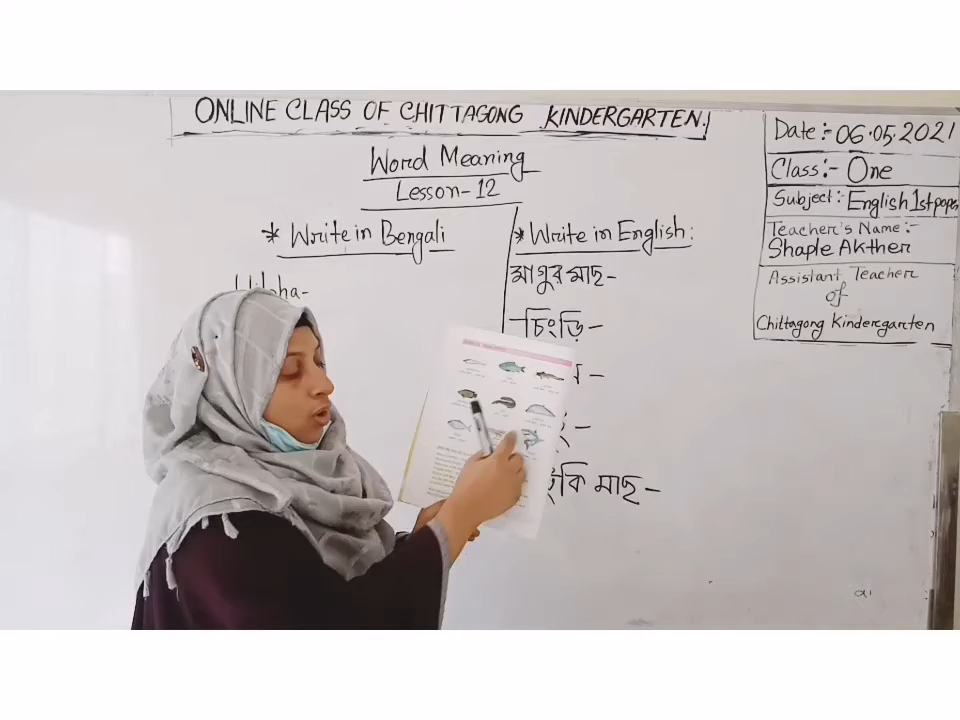 ONLINE CLASS OF CHITTAGONG KINDERGARTEN.
Word Meaning
Lesson-12
* Write in Bengali
* Write in English:
মাগুর মাছ-
চিংড়ি-
মাছ-
Date:- 06.05.2021
Class:- One
Subject:- English 1st paper
Teacher's Name:-
Shaple Akther
Assistant Teacher
of
Chittagong Kindergarten